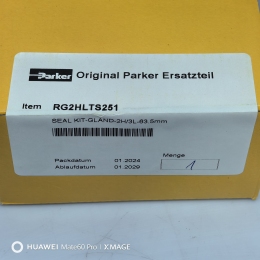 Parker Original Parker Ersatzteil
Item RG2HLTS251
SEAL KIT-GLAND-2H/3L-63.5mm
Packdatum 01.2024 Menge
Ablaufdatum 01.2029 1
HUAWEI Mate60 Pro | XMAGE